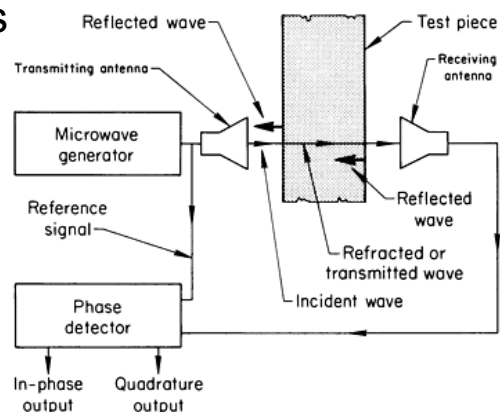 s
Reflected wave
Test piece
Transmitting antenna
Receiving
antenna
Microwave
generator
Reference
signal
Reflected
wave
Refracted or
transmitted wave
Incident wave
Phase
detector
In-phase
output
Quadrature
output